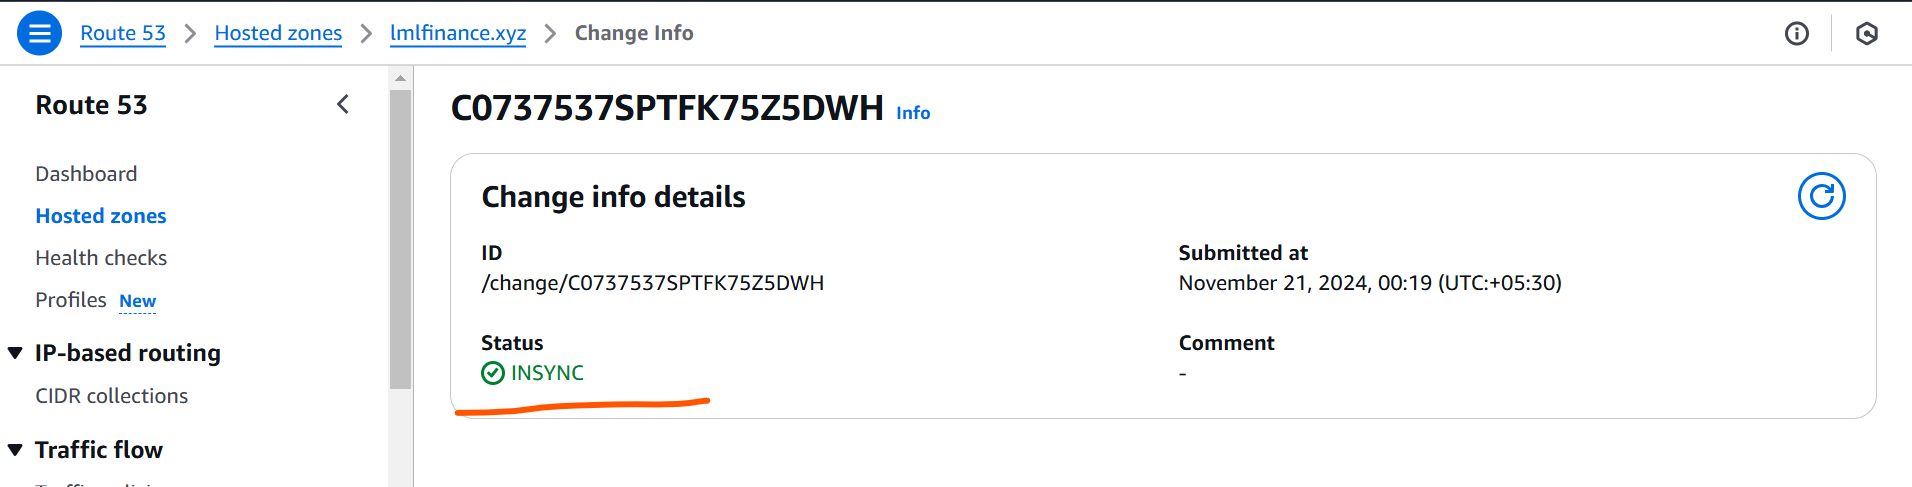 Route 53 > Hosted zones > lmlfinance.xyz > Change Info
Route 53
Dashboard
Hosted zones
Health checks
Profiles New
IP-based routing
CIDR collections
Traffic flow
C0737537SPTFK75Z5DWH Info
Change info details
ID
/change/C0737537SPTFK75Z5DWH
Submitted at
November 21, 2024, 00:19 (UTC:+05:30)
Status
INSYNC
Comment
-